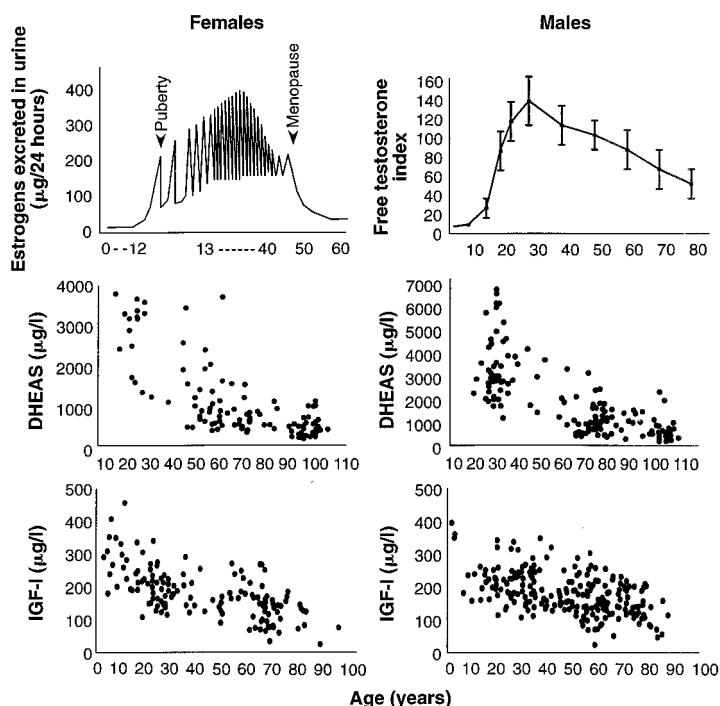 Females
Males
Estrogens excreted in urine
(μg/24 hours)
400
300
200
100
0
Puberty
Menopause
0 - - 12 13 ------ 40 50 60
Free testosterone
index
160
140
120
100
80
60
40
20
0
10 20 30 40 50 60 70 80
DHEAS (μg/l)
4000
3000
2000
1000
0
10 20 30 40 50 60 70 80 90 100 110
DHEAS (μg/l)
7000
6000
5000
4000
3000
2000
1000
0
10 20 30 40 50 60 70 80 90 100 110
IGF-I (μg/l)
500
400
300
200
100
0
0 10 20 30 40 50 60 70 80 90 100
IGF-I (μg/l)
500
400
300
200
100
0
0 10 20 30 40 50 60 70 80 90 100
Age (years)